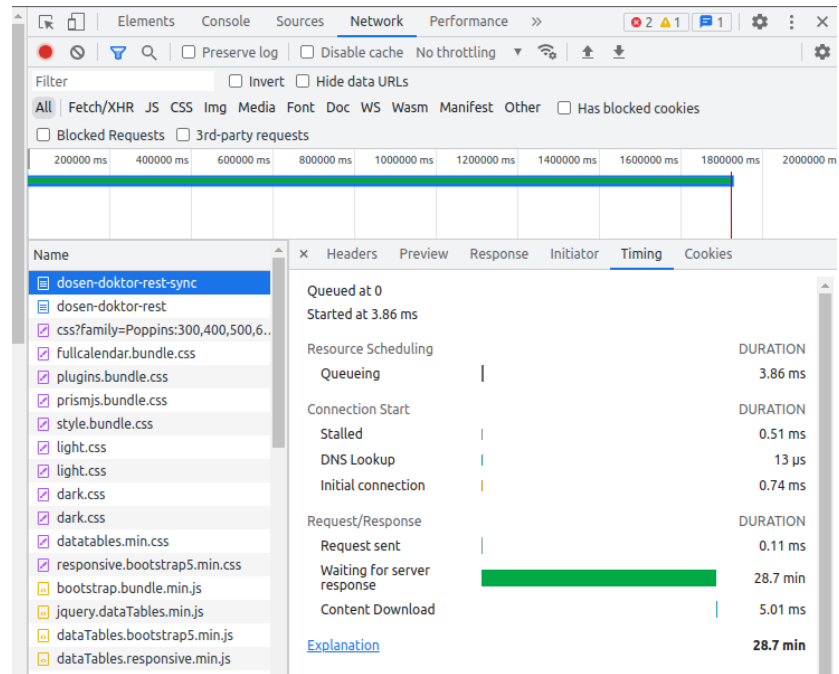 Elements Console Sources Network Performance » 2 1 1
Preserve log Disable cache No throttling
Filter Invert Hide data URLs
All Fetch/XHR JS CSS Img Media Font Doc WS Wasm Manifest Other Has blocked cookies
Blocked Requests 3rd-party requests
200000 ms 400000 ms 600000 ms 800000 ms 1000000 ms 1200000 ms 1400000 ms 1600000 ms 1800000 ms 2000000 m
Name
dosen-doktor-rest-sync
dosen-doktor-rest
css?family=Poppins:300,400,500,6..
fullcalendar.bundle.css
plugins.bundle.css
prismjs.bundle.css
style.bundle.css
light.css
light.css
dark.css
dark.css
datatables.min.css
responsive.bootstrap5.min.css
bootstrap.bundle.min.js
jquery.dataTables.min.js
dataTables.bootstrap5.min.js
dataTables.responsive.min.js
× Headers Preview Response Initiator Timing Cookies
Queued at 0
Started at 3.86 ms
Resource Scheduling DURATION
Queueing 3.86 ms
Connection Start DURATION
Stalled 0.51 ms
DNS Lookup 13 μs
Initial connection 0.74 ms
Request/Response DURATION
Request sent 0.11 ms
Waiting for server
response 28.7 min
Content Download 5.01 ms
Explanation 28.7 min